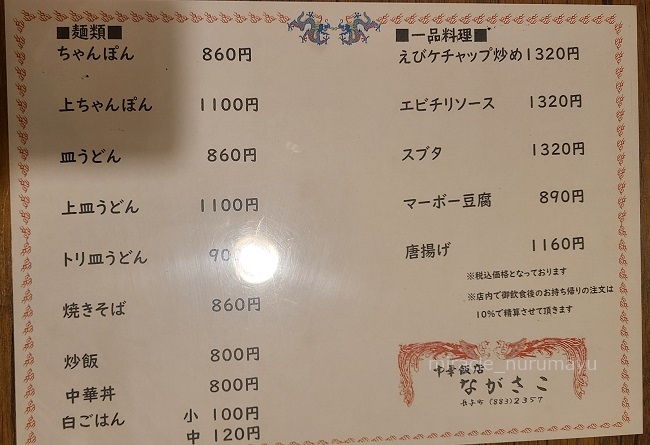 ■麺類■
ちゃんぽん 860円
上ちゃんぽん 1100円
皿うどん 860円
上皿うどん 1100円
トリ皿うどん 90
焼きそば 860円
炒飯 800円
中華丼 800円
白ごはん 小 100円
中 120円
■一品料理■
えびケチャップ炒め 1320円
エビチリソース 1320円
スブタ 1320円
マーボー豆腐 890円
唐揚げ 1160円
※税込価格となっております
※店内で御飲食後のお持ち帰りの注文は
10%で精算させて頂きます
中華飯店
ながさこ
(883)2357
miracle_nurumayu